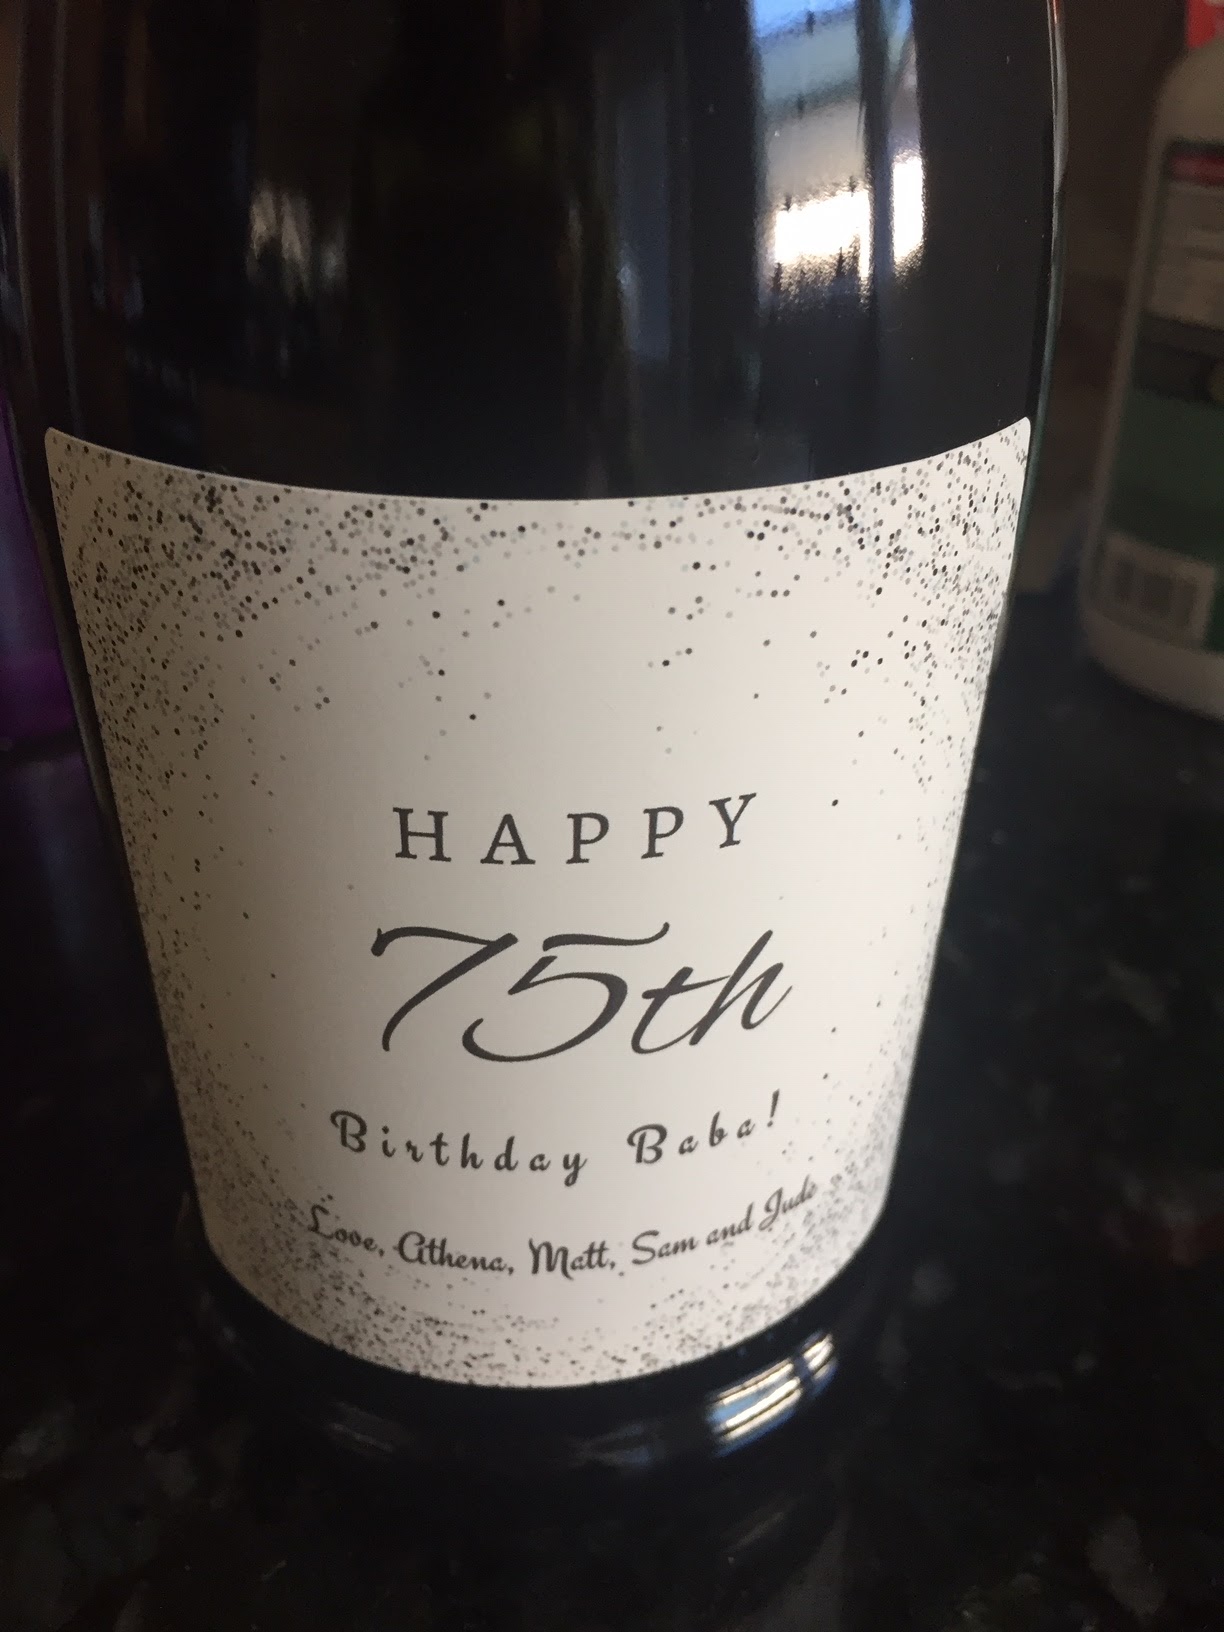 HAPPY
75th
Birthday Baba!
Love, Athena, Matt, Sam and Jude